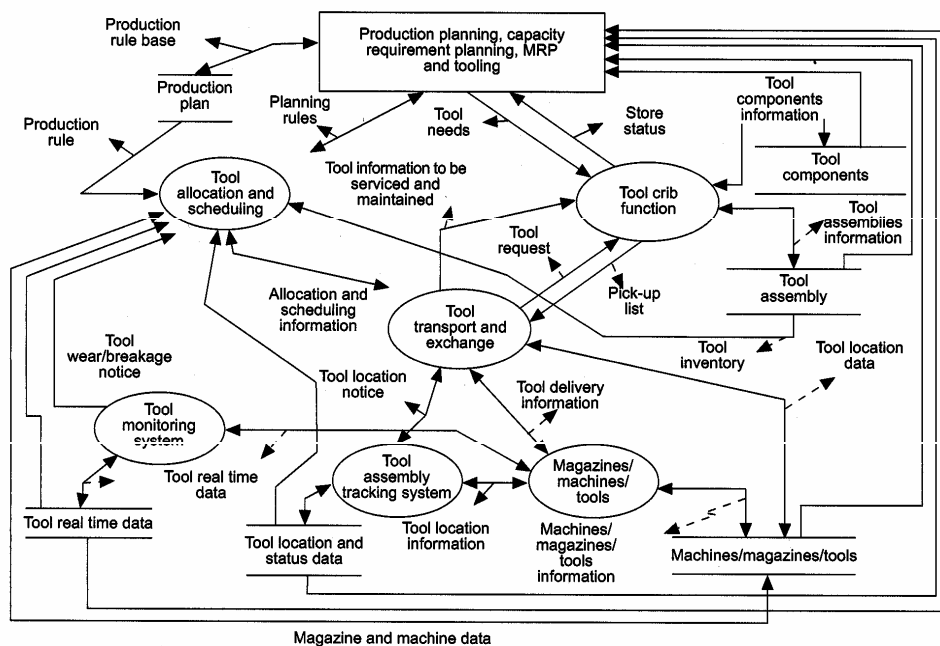 Production
rule base
Production planning, capacity
requirement planning, MRP
and tooling
Production
plan
Planning
rules
Tool
needs
Store
status
Tool
components
information
Production
rule
Tool
components
Tool information to be
serviced and
maintained
Tool
allocation and
scheduling
Tool crib
function
Tool
assembiies
information
Tool
request
Tool
assembly
Pick-up
list
Allocation and
scheduling
information
Tool
transport and
exchange
Tool
inventory
Tool location
data
Tool
wear/breakage
notice
Tool location
notice
Tool delivery
information
Tool
monitoring
system
Tool real time
data
Tool
assembly
tracking system
Magazines/
machines/
tools
Tool real time data
Tool location and
status data
Tool location
information
Machines/
magazines/
tools
information
Machines/magazines/tools
Magazine and machine data